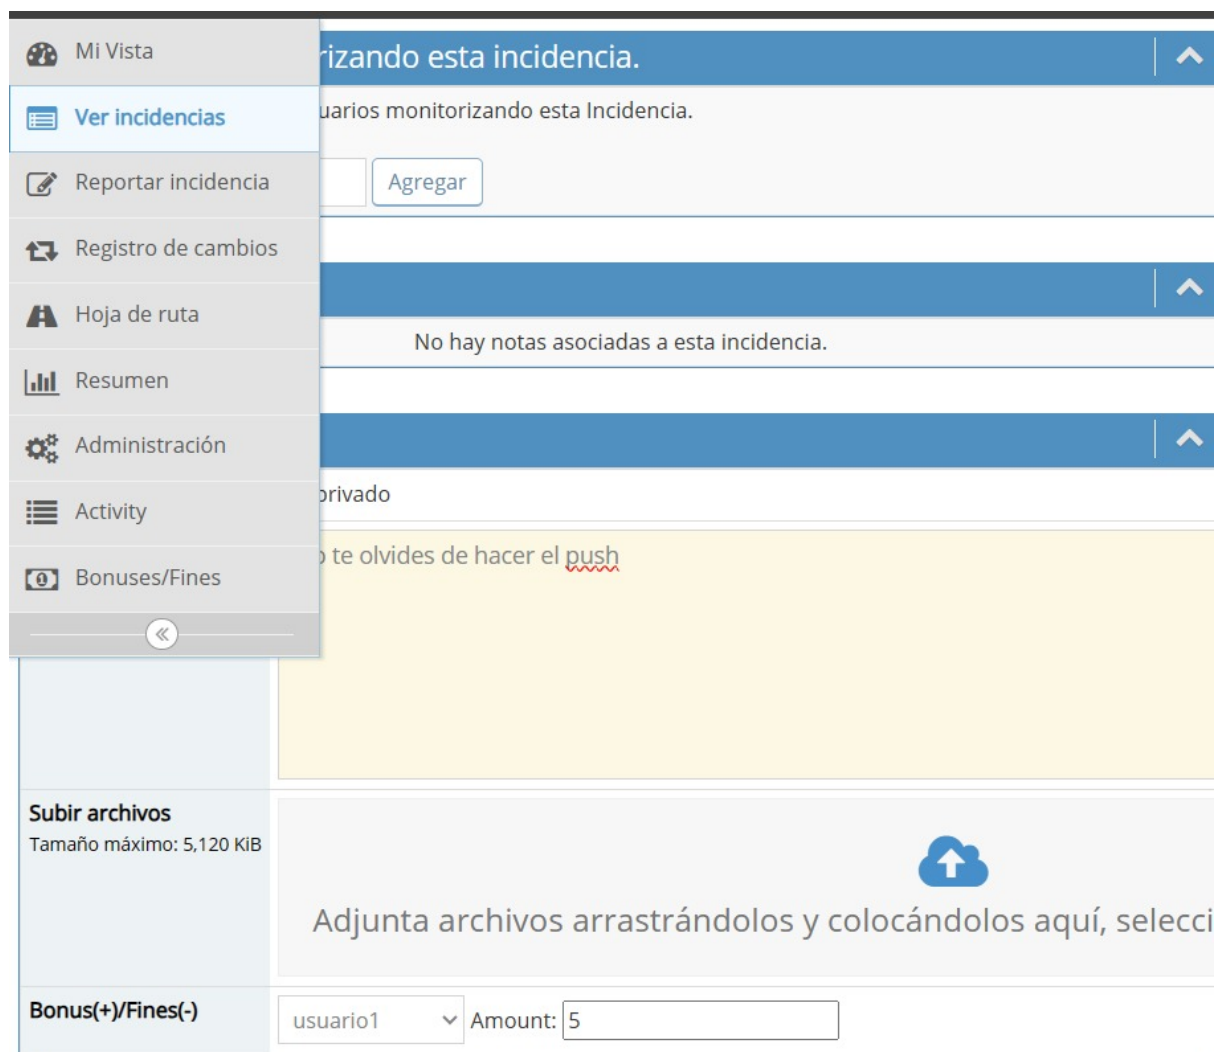 Mi Vista
Ver incidencias
Reportar incidencia
Registro de cambios
Hoja de ruta
Resumen
Administración
Activity
Bonuses/Fines
rizando esta incidencia.
uarios monitorizando esta Incidencia.
Agregar
No hay notas asociadas a esta incidencia.
privado
te olvides de hacer el push
Subir archivos
Tamaño máximo: 5,120 KiB
Adjunta archivos arrastrándolos y colocándolos aquí, selecci
Bonus(+)/Fines(-)
usuario1 Amount: 5